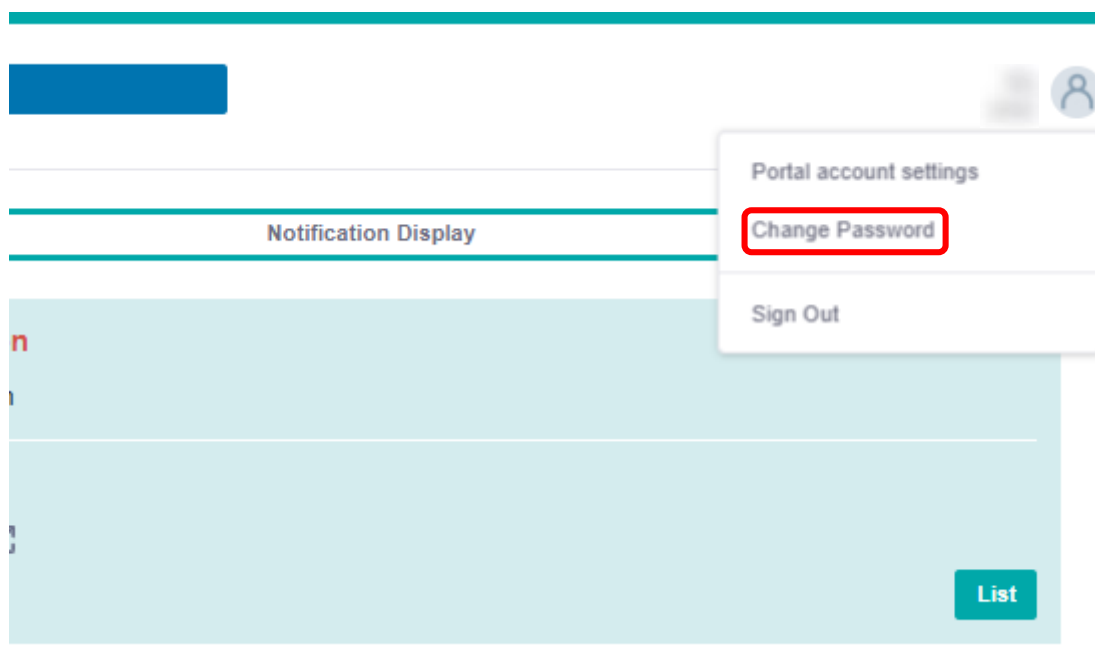 Portal account settings
Notification Display
Change Password
Sign Out
n
List